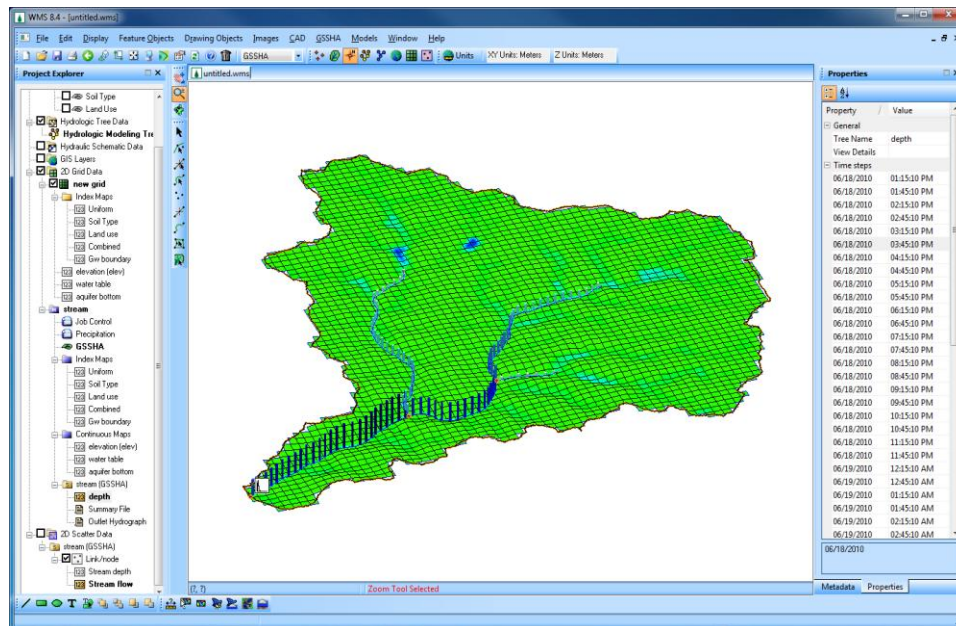 WMS 8.4 - [untitled.wms]
File Edit Display Feature Objects Drawing Objects Images CAD GSSHA Models Window Help
GSSHA Units XY Units: Meters Z Units: Meters
Project Explorer
Soil Type
Land Use
Hydrologic Tree Data
Hydrologic Modeling Tre
Hydraulic Schematic Data
GIS Layers
2D Grid Data
new grid
Index Maps
Uniform
Soil Type
Land use
Combined
Gw boundary
elevation (elev)
water table
aquifer bottom
stream
Job Control
Precipitation
GSSHA
Index Maps
Uniform
Soil Type
Land use
Combined
Gw boundary
Continuous Maps
elevation (elev)
water table
aquifer bottom
stream (GSSHA)
depth
Summary File
Outlet Hydrograph
2D Scatter Data
stream (GSSHA)
Link/node
Stream depth
Stream flow
untitled.wms
(?, ?) Zoom Tool Selected
Properties
Property / Value
General
Tree Name depth
View Details
Time steps
06/18/2010 01:15:10 PM
06/18/2010 01:45:10 PM
06/18/2010 02:15:10 PM
06/18/2010 02:45:10 PM
06/18/2010 03:15:10 PM
06/18/2010 03:45:10 PM
06/18/2010 04:15:10 PM
06/18/2010 04:45:10 PM
06/18/2010 05:15:10 PM
06/18/2010 05:45:10 PM
06/18/2010 06:15:10 PM
06/18/2010 06:45:10 PM
06/18/2010 07:15:10 PM
06/18/2010 07:45:10 PM
06/18/2010 08:15:10 PM
06/18/2010 08:45:10 PM
06/18/2010 09:15:10 PM
06/18/2010 09:45:10 PM
06/18/2010 10:15:10 PM
06/18/2010 10:45:10 PM
06/18/2010 11:15:10 PM
06/18/2010 11:45:10 PM
06/19/2010 12:15:10 AM
06/19/2010 12:45:10 AM
06/19/2010 01:15:10 AM
06/19/2010 01:45:10 AM
06/19/2010 02:15:10 AM
06/19/2010 02:45:10 AM
06/18/2010
Metadata Properties